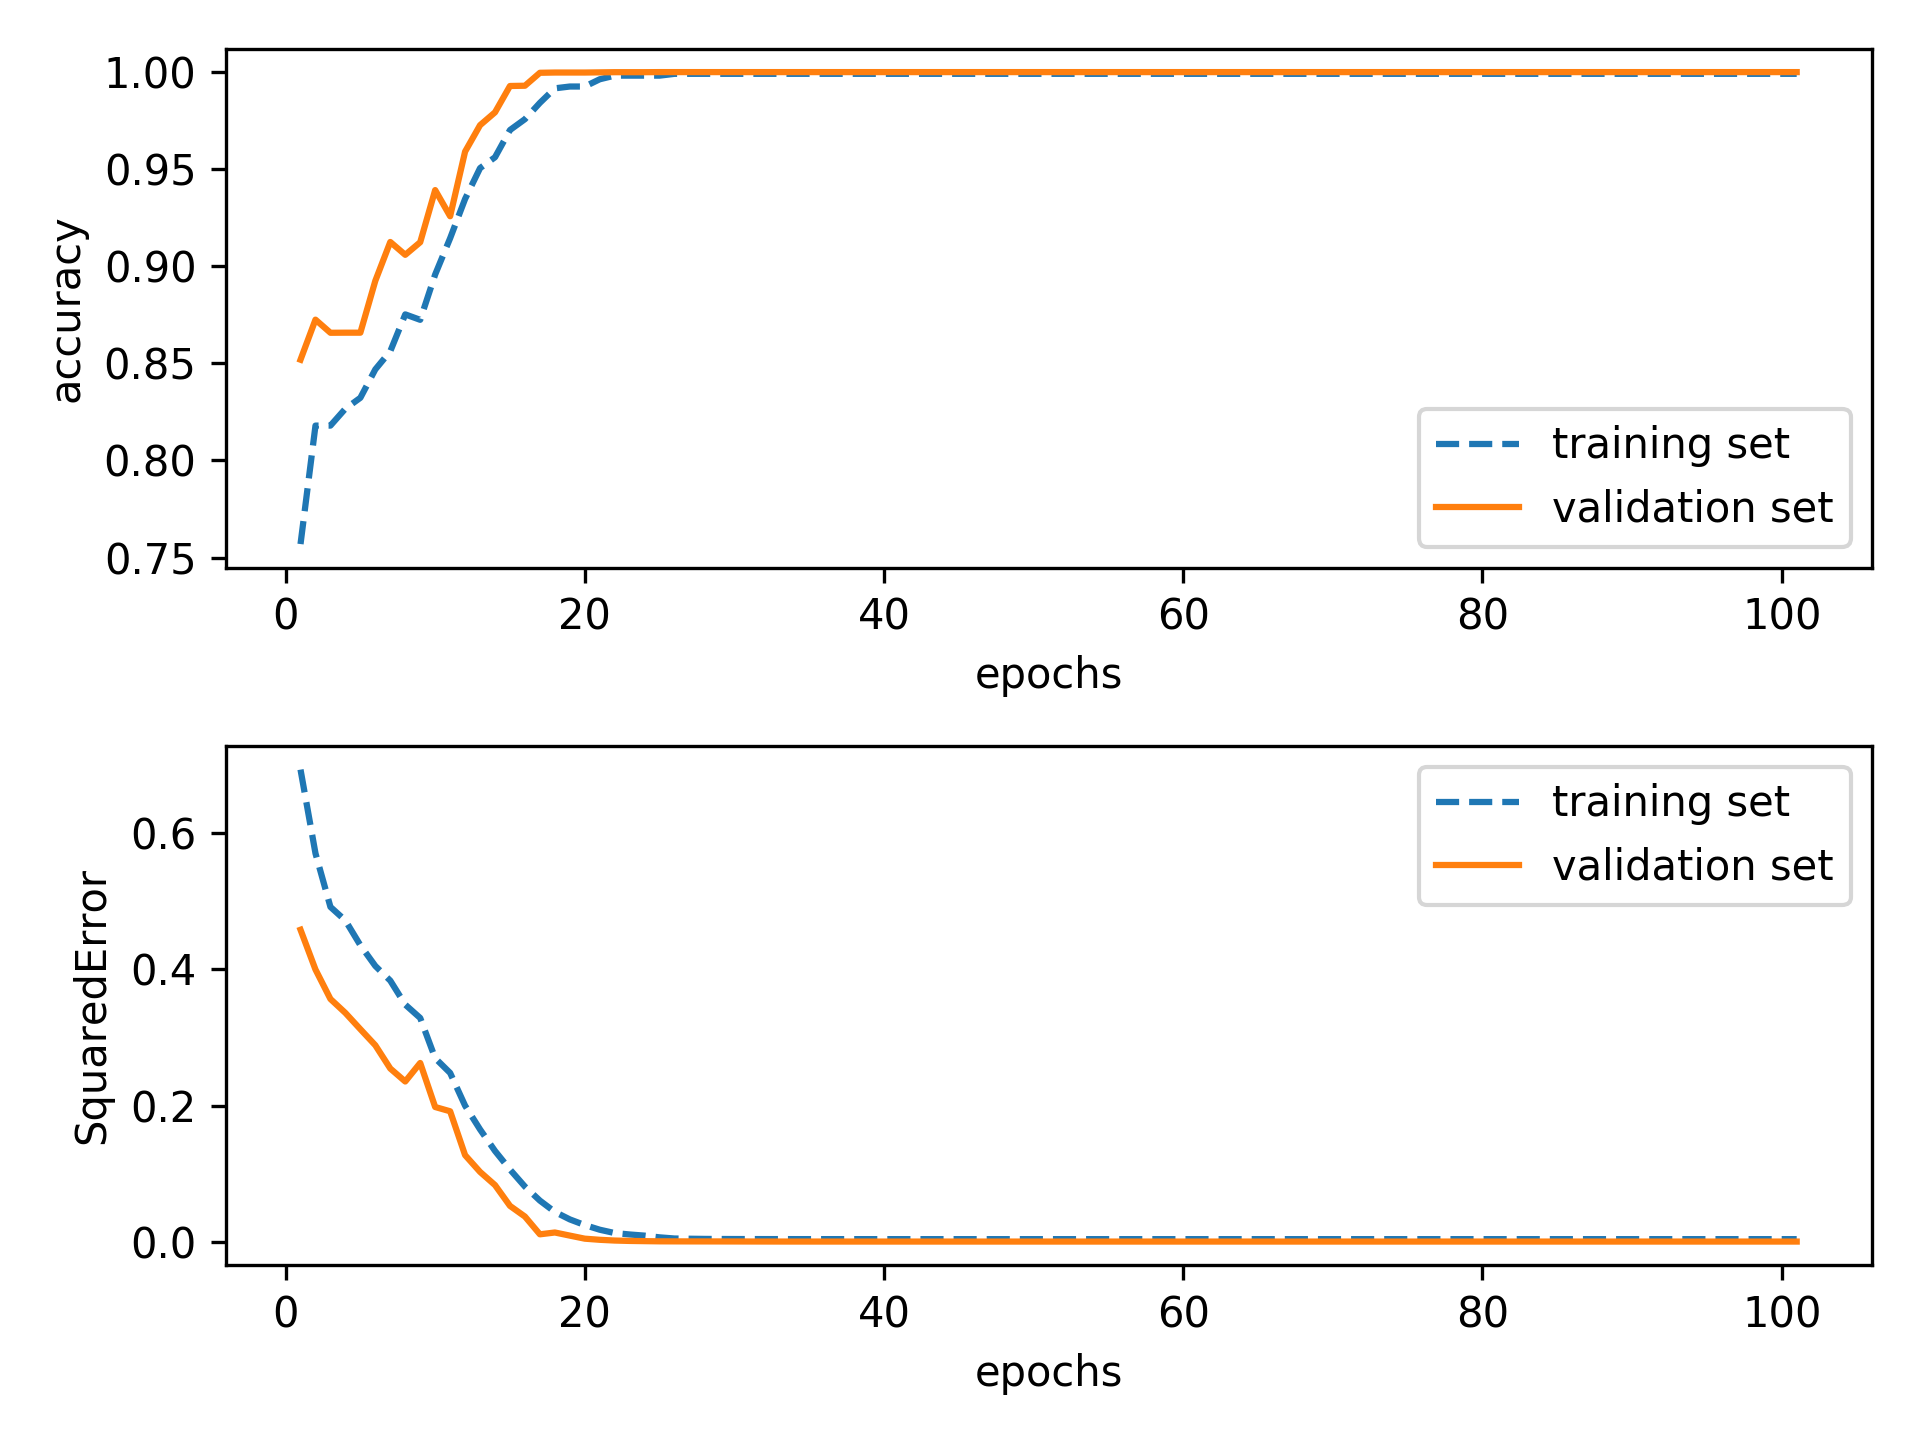 1.00
0.95
0.90
0.85
0.80
0.75
accuracy
training set
validation set
0 20 40 60 80 100
epochs
0.6
0.4
0.2
0.0
SquaredError
training set
validation set
0 20 40 60 80 100
epochs